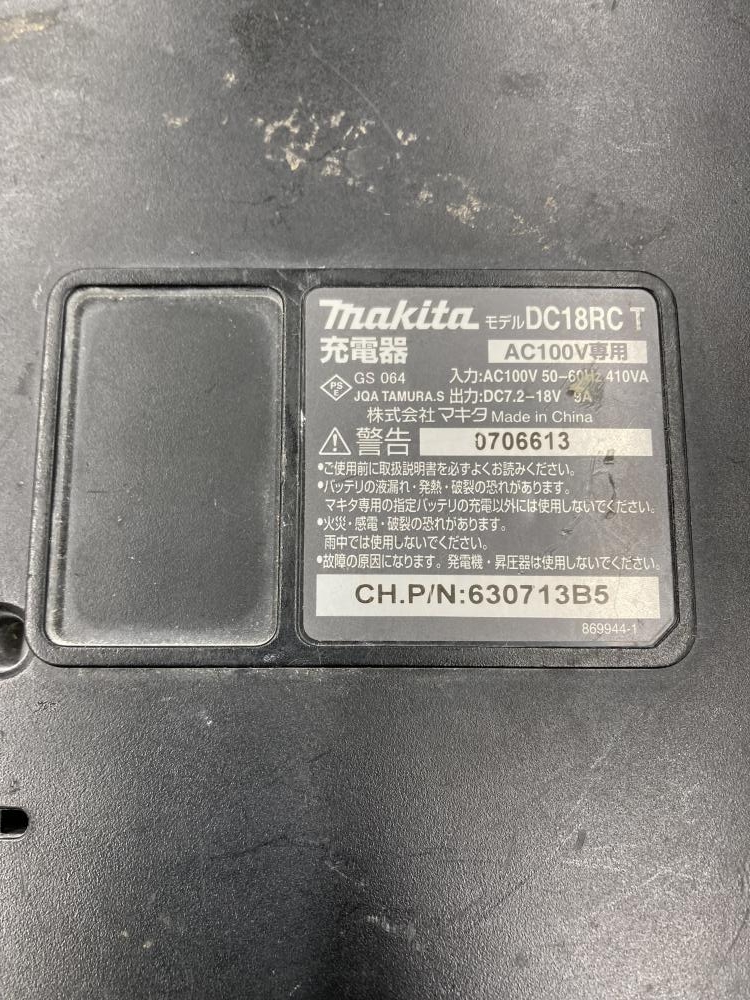 makita モデル DC18RC T
充電器 AC100V専用
PS E GS 064 入力:AC100V 50-60Hz 410VA
JQA TAMURA.S 出力:DC7.2-18V 9A
株式会社マキタ Made in China
警告 0706613
•ご使用前に取扱説明書を必ずよくお読みください。
•バッテリの液漏れ・発熱・破裂の恐れがあります。
マキタ専用の指定バッテリの充電以外には使用しないでください。
•火災・感電・破裂の恐れがあります。
雨中では使用しないでください。
•故障の原因になります。発電機・昇圧器は使用しないでください。
CH.P/N:630713B5
869944-1